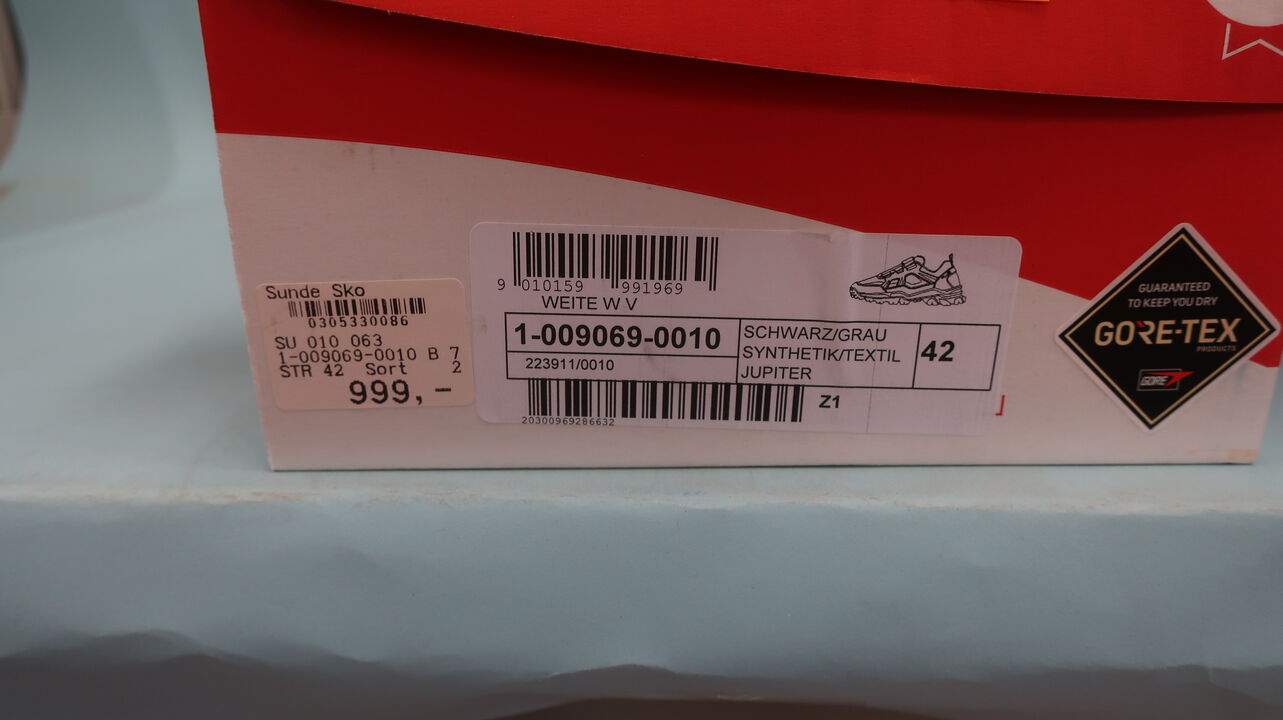 Sunde Sko
0305330086
SU 010 063
1-009069-0010 B 7
STR 42 Sort 2
999,-
9 010159 991969
WEITE W V
1-009069-0010
223911/0010
SCHWARZ/GRAU
SYNTHETIK/TEXTIL
JUPITER
42
Z1
20300969286632
GUARANTEED
TO KEEP YOU DRY
GORE-TEX
PRODUCTS
GORE